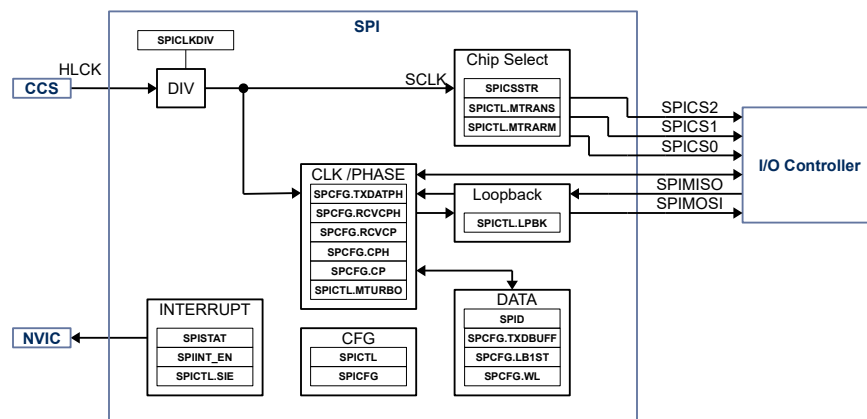 SPI
SPICLKDIV
HLCK
CCS
DIV
SCLK
Chip Select
SPICSSTR
SPICTL.MTRANS
SPICTL.MTRARM
SPICS2
SPICS1
SPICS0
I/O Controller
CLK /PHASE
SPCFG.TXDATPH
SPCFG.RCVCPH
SPCFG.RCVCP
SPCFG.CPH
SPCFG.CP
SPICTL.MTURBO
Loopback
SPICTL.LPBK
SPIMISO
SPIMOSI
INTERRUPT
SPISTAT
SPIINT_EN
SPICTL.SIE
NVIC
CFG
SPICTL
SPICFG
DATA
SPID
SPCFG.TXDBUFF
SPCFG.LB1ST
SPCFG.WL